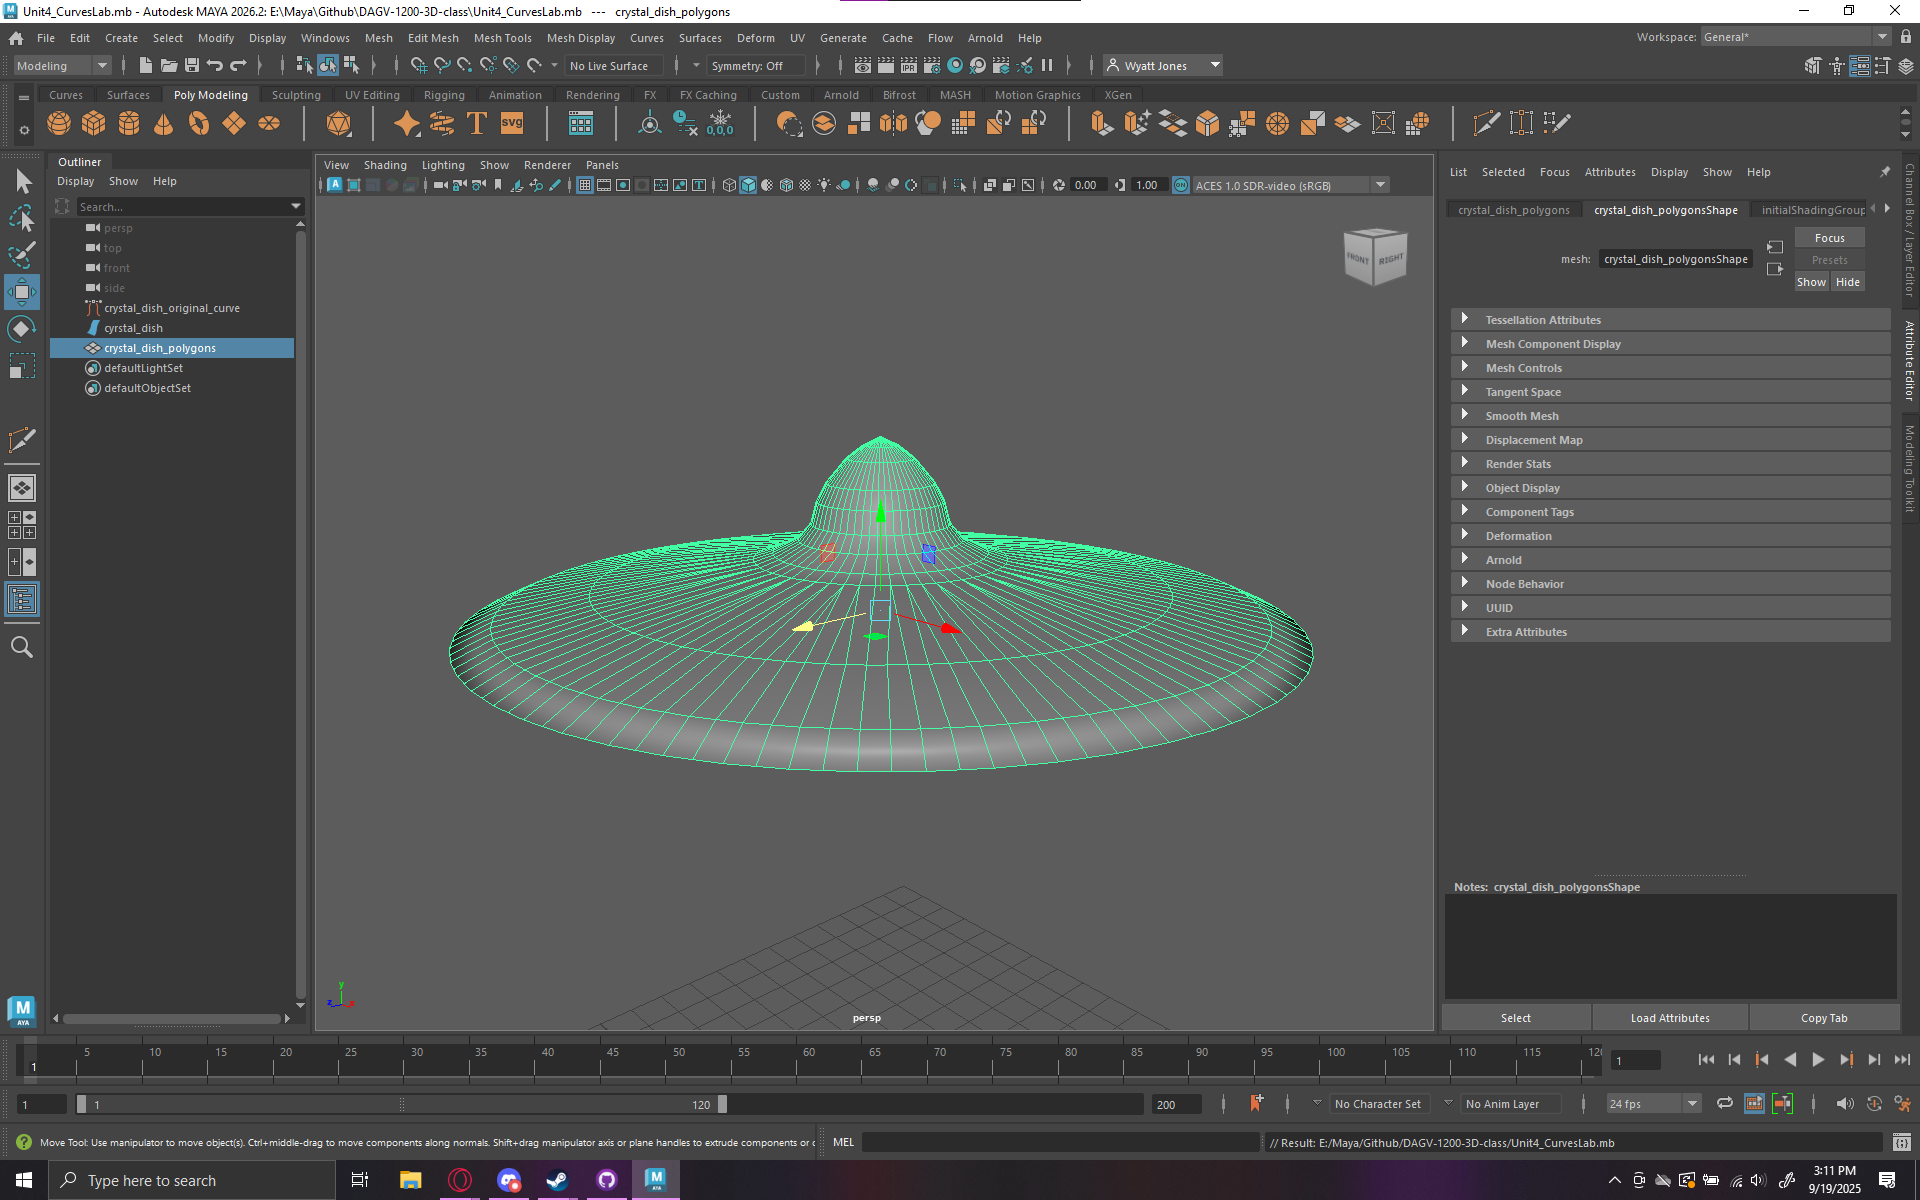 Unit4_CurvesLab.mb - Autodesk MAYA 2026.2: E:\Maya\Github\DAGV-1200-3D-class\Unit4_CurvesLab.mb --- crystal_dish_polygons
File Edit Create Select Modify Display Windows Mesh Edit Mesh Mesh Tools Mesh Display Curves Surfaces Deform UV Generate Cache Flow Arnold Help
Workspace: General*
Modeling
No Live Surface
Symmetry: Off
IPR
Wyatt Jones
Curves Surfaces Poly Modeling Sculpting UV Editing Rigging Animation Rendering FX FX Caching Custom Arnold Bifrost MASH Motion Graphics XGen
T svg 0,0,0
Outliner
Display Show Help
Search...
persp
top
front
side
crystal_dish_original_curve
cyrstal_dish
crystal_dish_polygons
defaultLightSet
defaultObjectSet
View Shading Lighting Show Renderer Panels
0.00 1.00 ACES 1.0 SDR-video (sRGB)
FRONT RIGHT
y
z x
persp
List Selected Focus Attributes Display Show Help
crystal_dish_polygons crystal_dish_polygonsShape initialShadingGroup
mesh: crystal_dish_polygonsShape
Focus
Presets
Show Hide
Tessellation Attributes
Mesh Component Display
Mesh Controls
Tangent Space
Smooth Mesh
Displacement Map
Render Stats
Object Display
Component Tags
Deformation
Arnold
Node Behavior
UUID
Extra Attributes
Notes: crystal_dish_polygonsShape
Select Load Attributes Copy Tab
Channel Box / Layer Editor
Attribute Editor
Modeling Toolkit
M
AYA
5 10 15 20 25 30 35 40 45 50 55 60 65 70 75 80 85 90 95 100 105 110 115 120
1
1
1 1 120 200
No Character Set
No Anim Layer
24 fps
Move Tool: Use manipulator to move object(s). Ctrl+middle-drag to move components along normals. Shift+drag manipulator axis or plane handles to extrude components or
MEL
// Result: E:/Maya/Github/DAGV-1200-3D-class/Unit4_CurvesLab.mb
Type here to search
3:11 PM
9/19/2025